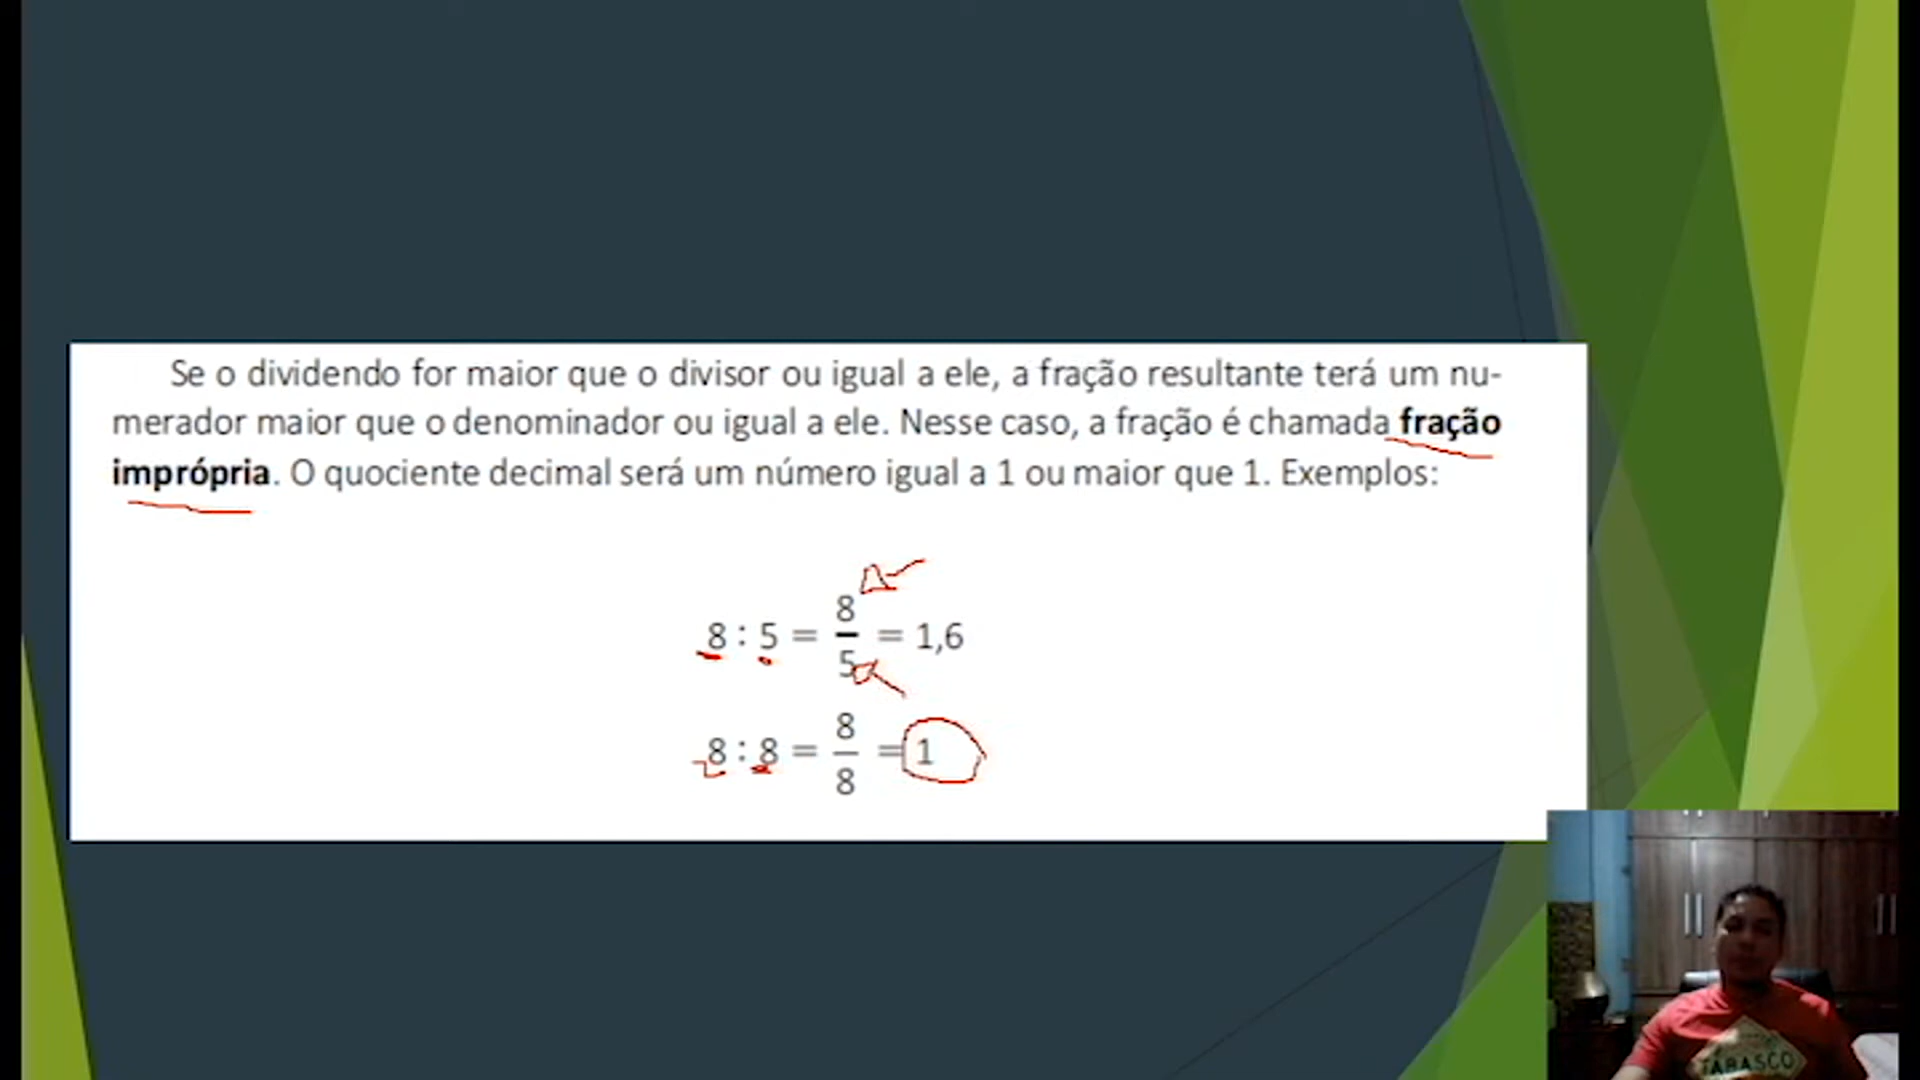 Se o dividendo for maior que o divisor ou igual a ele, a fração resultante terá um nu-
merador maior que o denominador ou igual a ele. Nesse caso, a fração é chamada fração
imprópria. O quociente decimal será um número igual a 1 ou maior que 1. Exemplos:
8 : 5 = 8/5 = 1,6
8 : 8 = 8/8 = 1
TABASCO